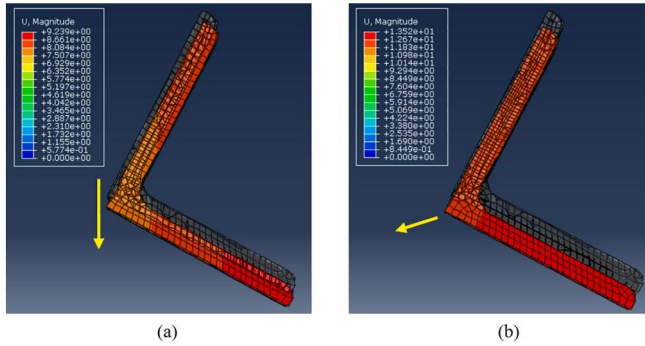 U, Magnitude
+9.239e+00
+8.661e+00
+8.084e+00
+7.507e+00
+6.929e+00
+6.352e+00
+5.774e+00
+5.197e+00
+4.619e+00
+4.042e+00
+3.465e+00
+2.887e+00
+2.310e+00
+1.732e+00
+1.155e+00
+5.774e-01
+0.000e+00
(a)
U, Magnitude
+1.352e+01
+1.267e+01
+1.183e+01
+1.098e+01
+1.014e+01
+9.294e+00
+8.449e+00
+7.604e+00
+6.759e+00
+5.914e+00
+5.069e+00
+4.224e+00
+3.380e+00
+2.535e+00
+1.690e+00
+8.449e-01
+0.000e+00
(b)